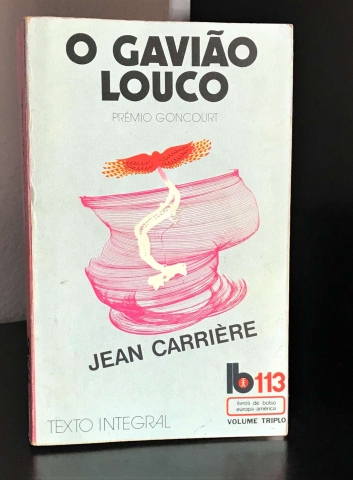 O GAVIÃO
LOUCO
PRÉMIO GONCOURT
JEAN CARRIÈRE
lb 113
livros de bolso
europa-américa
VOLUME TRIPLO
TEXTO INTEGRAL